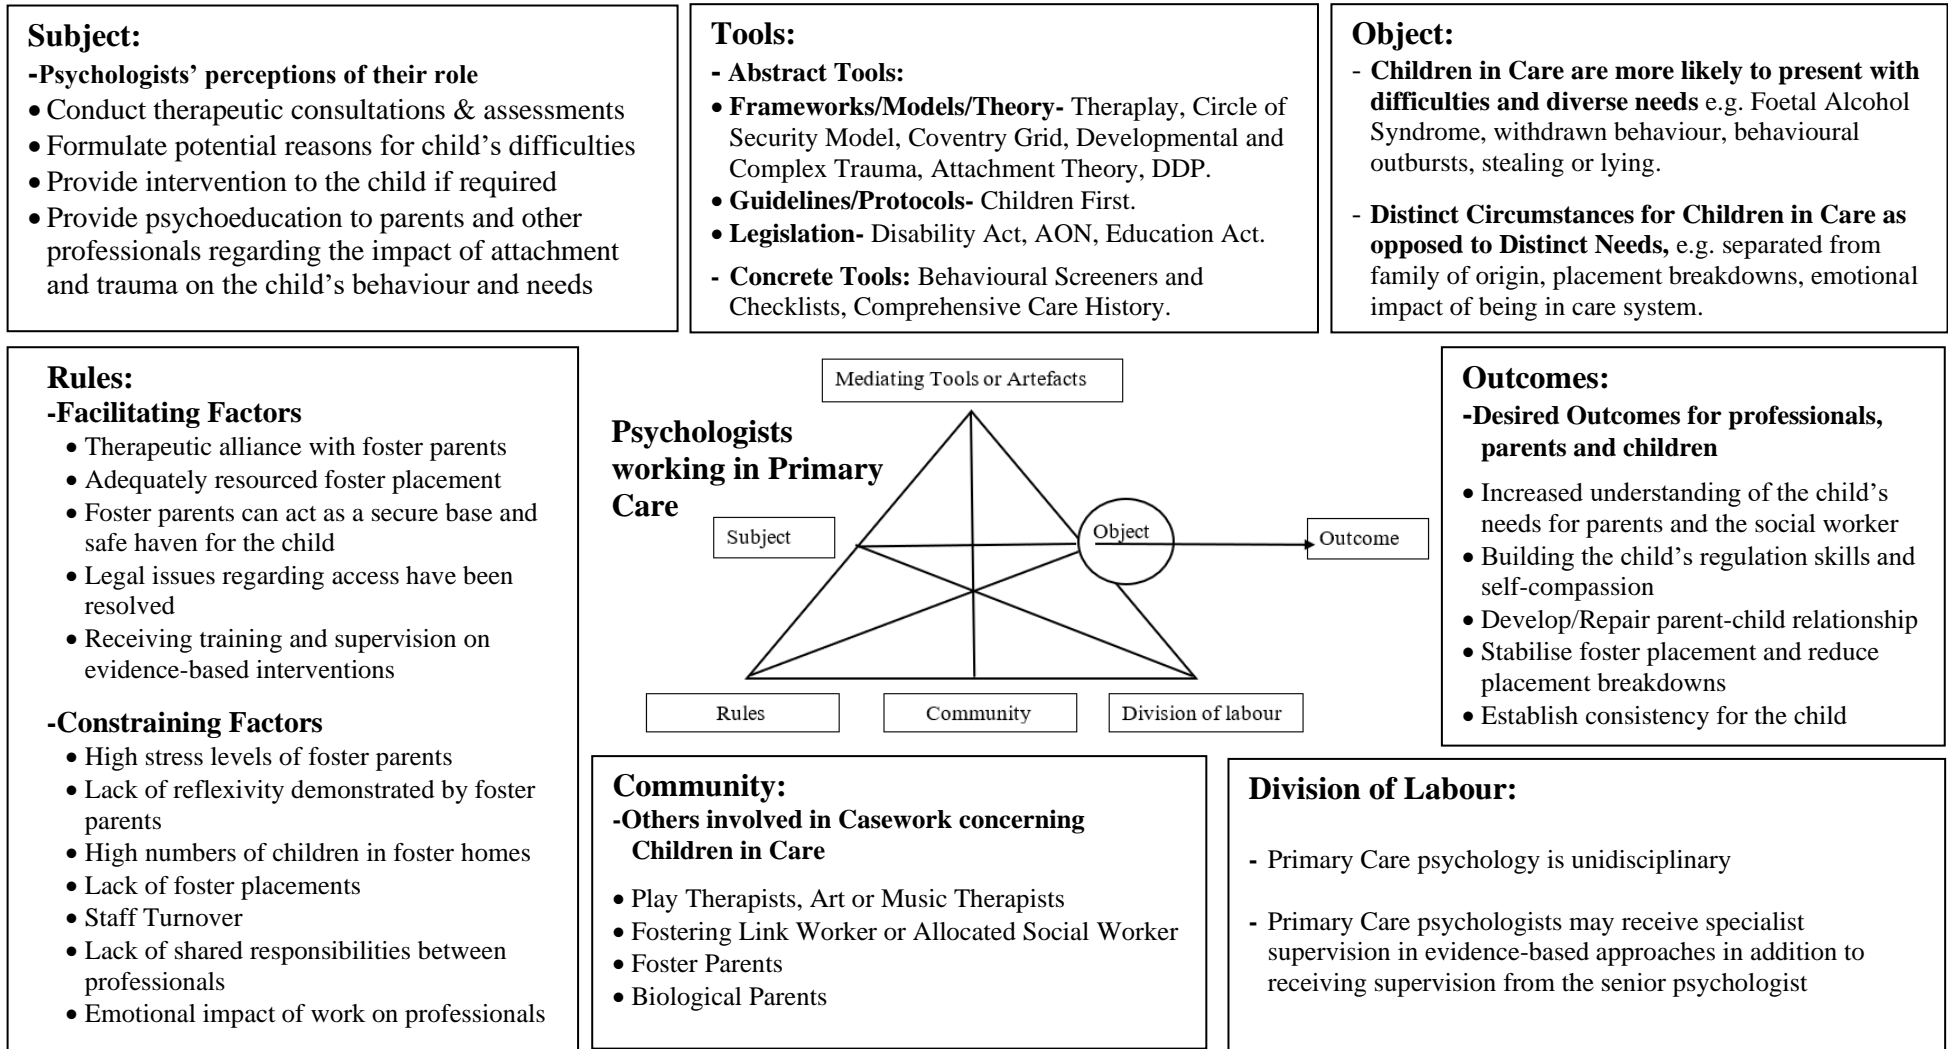 Subject:
-Psychologists’ perceptions of their role
• Conduct therapeutic consultations & assessments
• Formulate potential reasons for child’s difficulties
• Provide intervention to the child if required
• Provide psychoeducation to parents and other
professionals regarding the impact of attachment
and trauma on the child’s behaviour and needs
Tools:
- Abstract Tools:
• Frameworks/Models/Theory- Theraplay, Circle of
Security Model, Coventry Grid, Developmental and
Complex Trauma, Attachment Theory, DDP.
• Guidelines/Protocols- Children First.
• Legislation- Disability Act, AON, Education Act.
- Concrete Tools: Behavioural Screeners and
Checklists, Comprehensive Care History.
Object:
- Children in Care are more likely to present with
difficulties and diverse needs e.g. Foetal Alcohol
Syndrome, withdrawn behaviour, behavioural
outbursts, stealing or lying.
- Distinct Circumstances for Children in Care as
opposed to Distinct Needs, e.g. separated from
family of origin, placement breakdowns, emotional
impact of being in care system.
Rules:
-Facilitating Factors
• Therapeutic alliance with foster parents
• Adequately resourced foster placement
• Foster parents can act as a secure base and
safe haven for the child
• Legal issues regarding access have been
resolved
• Receiving training and supervision on
evidence-based interventions
-Constraining Factors
• High stress levels of foster parents
• Lack of reflexivity demonstrated by foster
parents
• High numbers of children in foster homes
• Lack of foster placements
• Staff Turnover
• Lack of shared responsibilities between
professionals
• Emotional impact of work on professionals
Psychologists
working in Primary
Care
Mediating Tools or Artefacts
Subject
Object
Outcome
Rules
Community
Division of labour
Outcomes:
-Desired Outcomes for professionals,
parents and children
• Increased understanding of the child’s
needs for parents and the social worker
• Building the child’s regulation skills and
self-compassion
• Develop/Repair parent-child relationship
• Stabilise foster placement and reduce
placement breakdowns
• Establish consistency for the child
Community:
-Others involved in Casework concerning
Children in Care
• Play Therapists, Art or Music Therapists
• Fostering Link Worker or Allocated Social Worker
• Foster Parents
• Biological Parents
Division of Labour:
- Primary Care psychology is unidisciplinary
- Primary Care psychologists may receive specialist
supervision in evidence-based approaches in addition to
receiving supervision from the senior psychologist